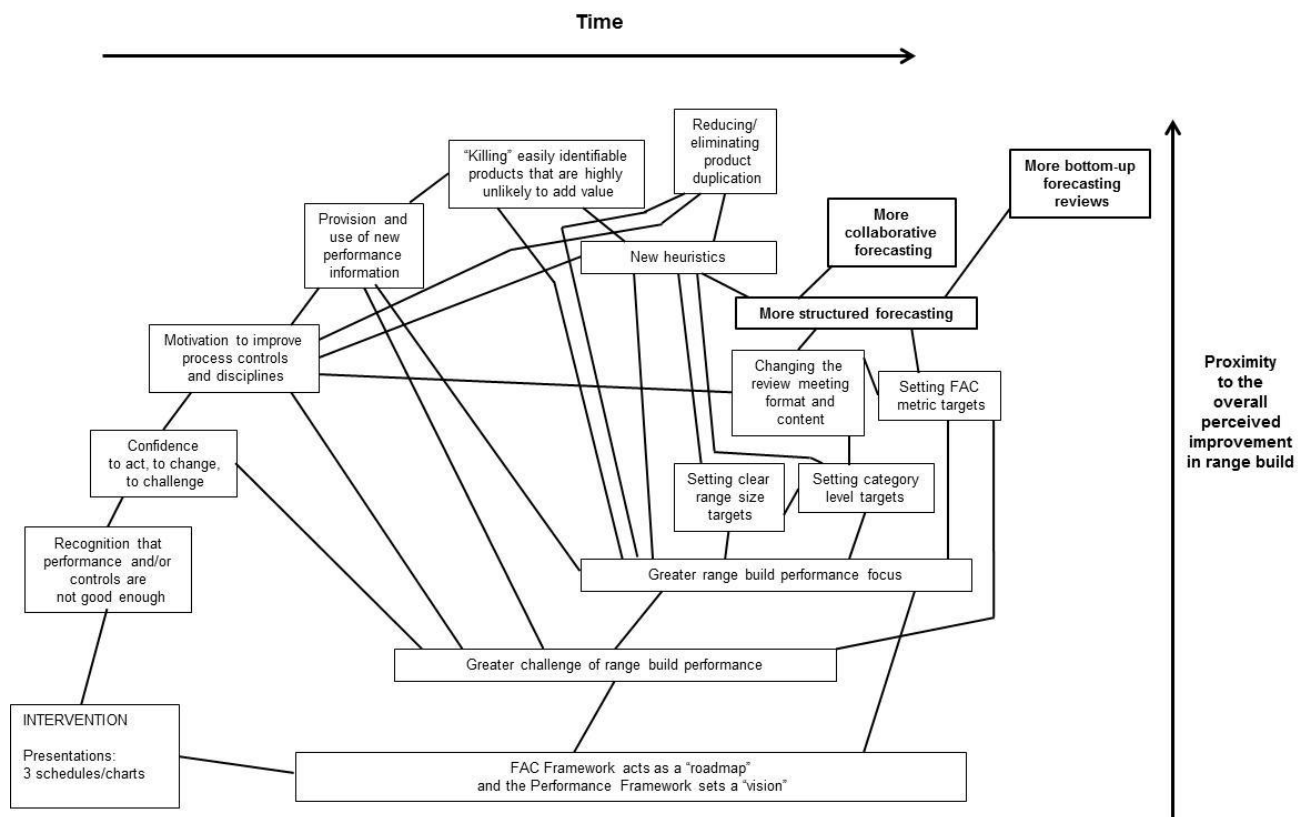 Time
Reducing/
eliminating
product
duplication
“Killing” easily identifiable
products that are highly
unlikely to add value
More bottom-up
forecasting
reviews
Provision and
use of new
performance
information
More
collaborative
forecasting
New heuristics
More structured forecasting
Motivation to improve
process controls
and disciplines
Changing the
review meeting
format and
content
Setting FAC
metric targets
Proximity
to the
overall
perceived
improvement
in range build
Confidence
to act, to change,
to challenge
Setting clear
range size
targets
Setting category
level targets
Recognition that
performance and/or
controls are
not good enough
Greater range build performance focus
Greater challenge of range build performance
INTERVENTION
Presentations:
3 schedules/charts
FAC Framework acts as a “roadmap”
and the Performance Framework sets a “vision”